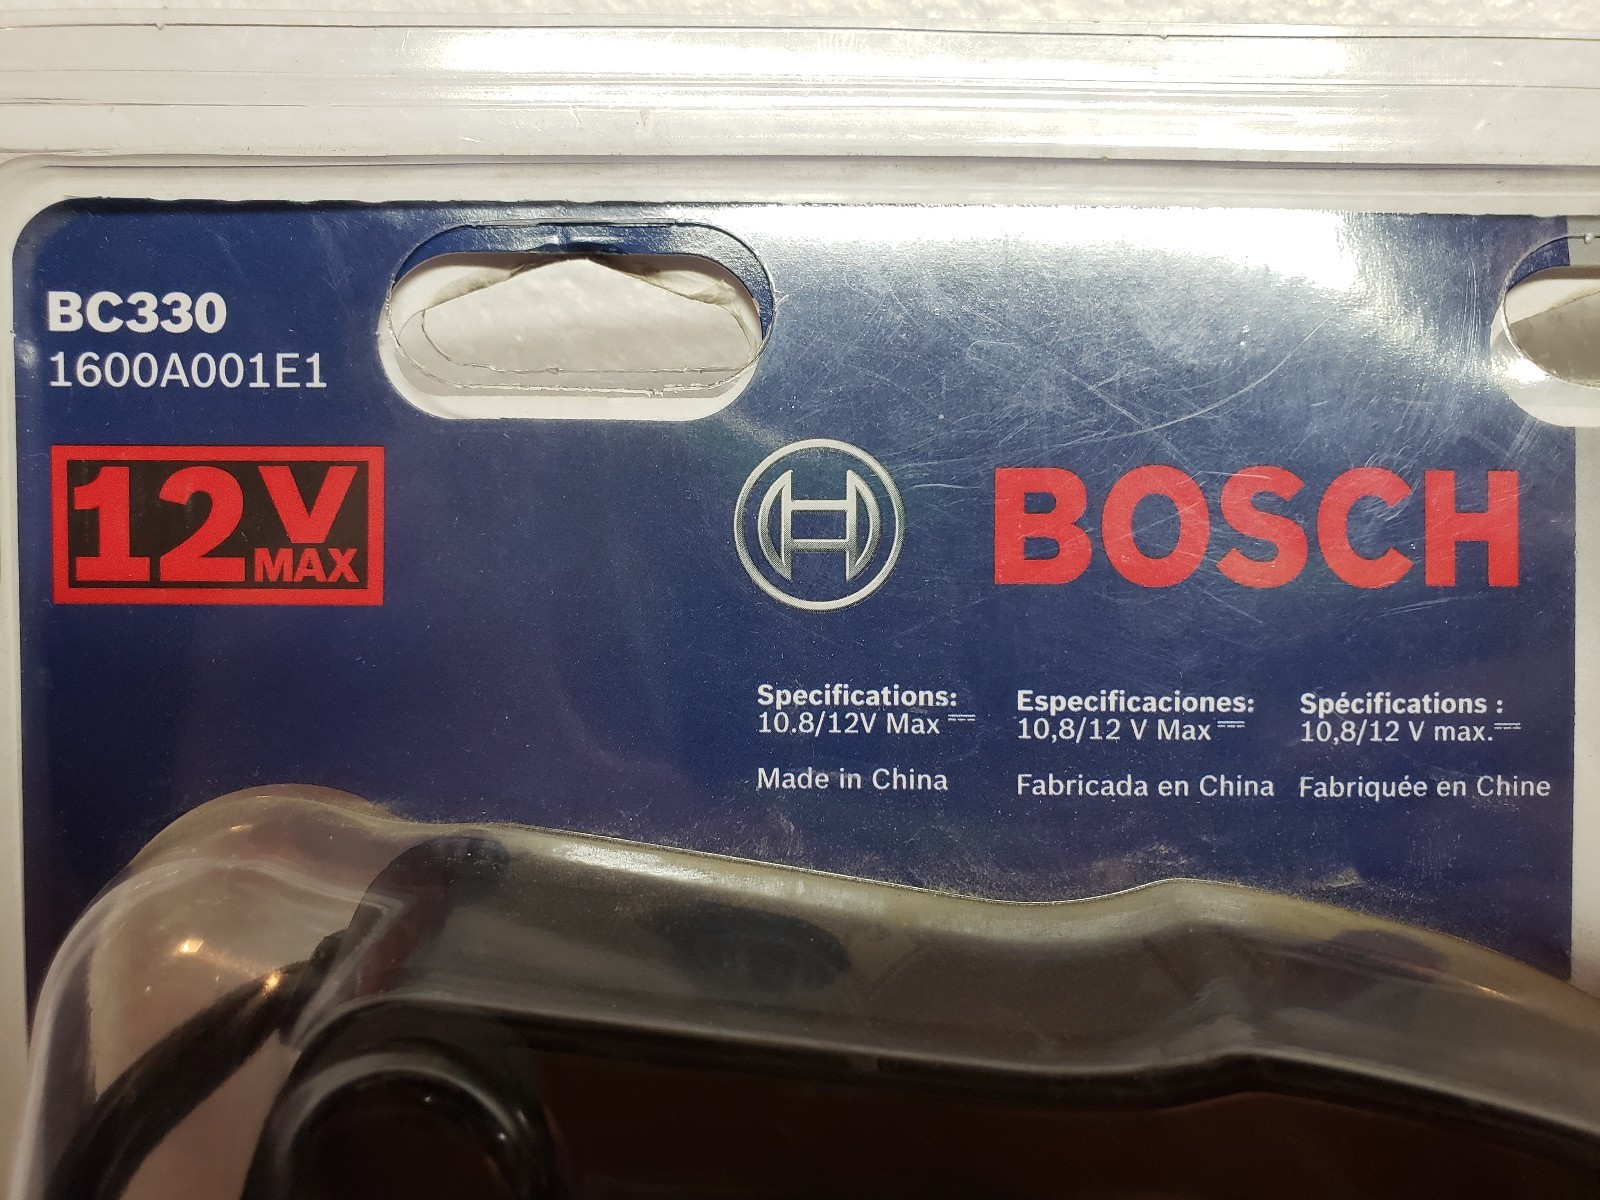 BC330
1600A001E1
12V
MAX
BOSCH
Specifications:
10.8/12V Max
Made in China
Especificaciones:
10,8/12 V Max
Fabricada en China
Spécifications :
10,8/12 V max.
Fabriquée en Chine